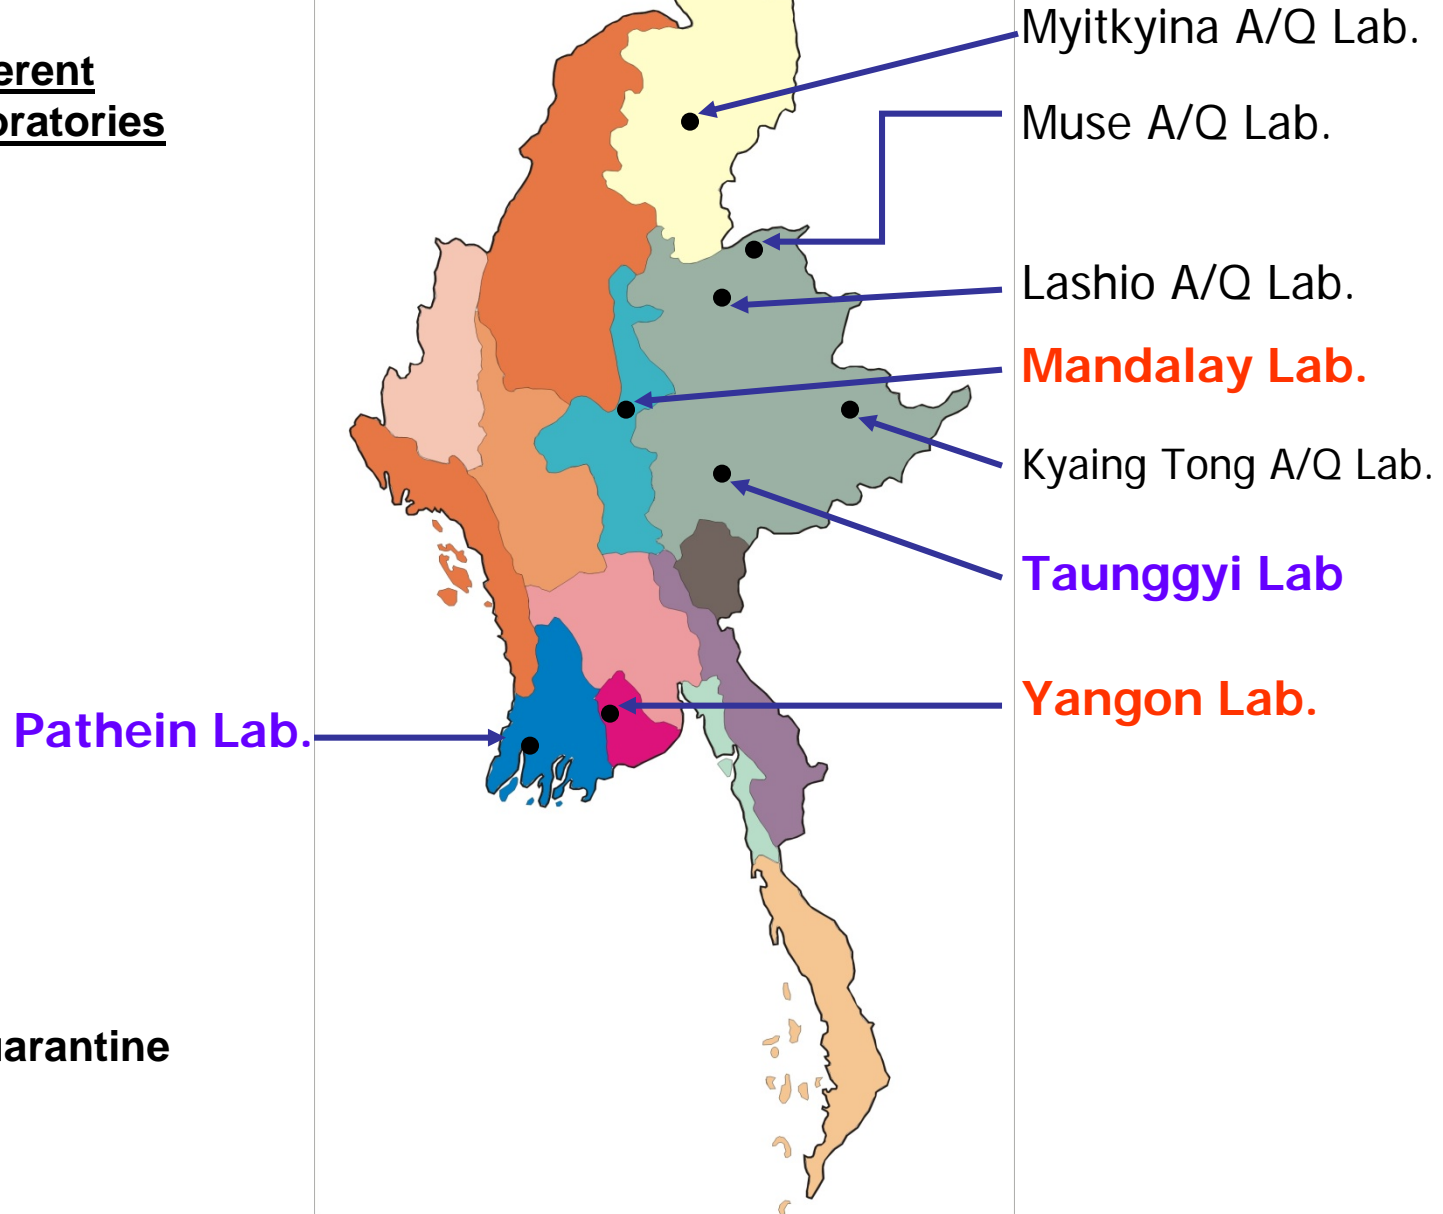 erent
oratories
Myitkyina A/Q Lab.
Muse A/Q Lab.
Lashio A/Q Lab.
Mandalay Lab.
Kyaing Tong A/Q Lab.
Taunggyi Lab
Yangon Lab.
Pathein Lab.
uarantine